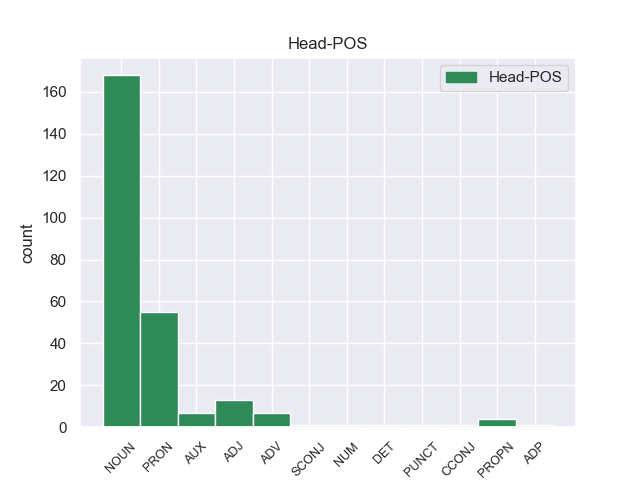 Head-POS
Head-POS
count
160
140
120
100
80
60
40
20
0
NOUN
PRON
AUX
ADJ
ADV
SCONJ
NUM
DET
PUNCT
CCONJ
PROPN
ADP